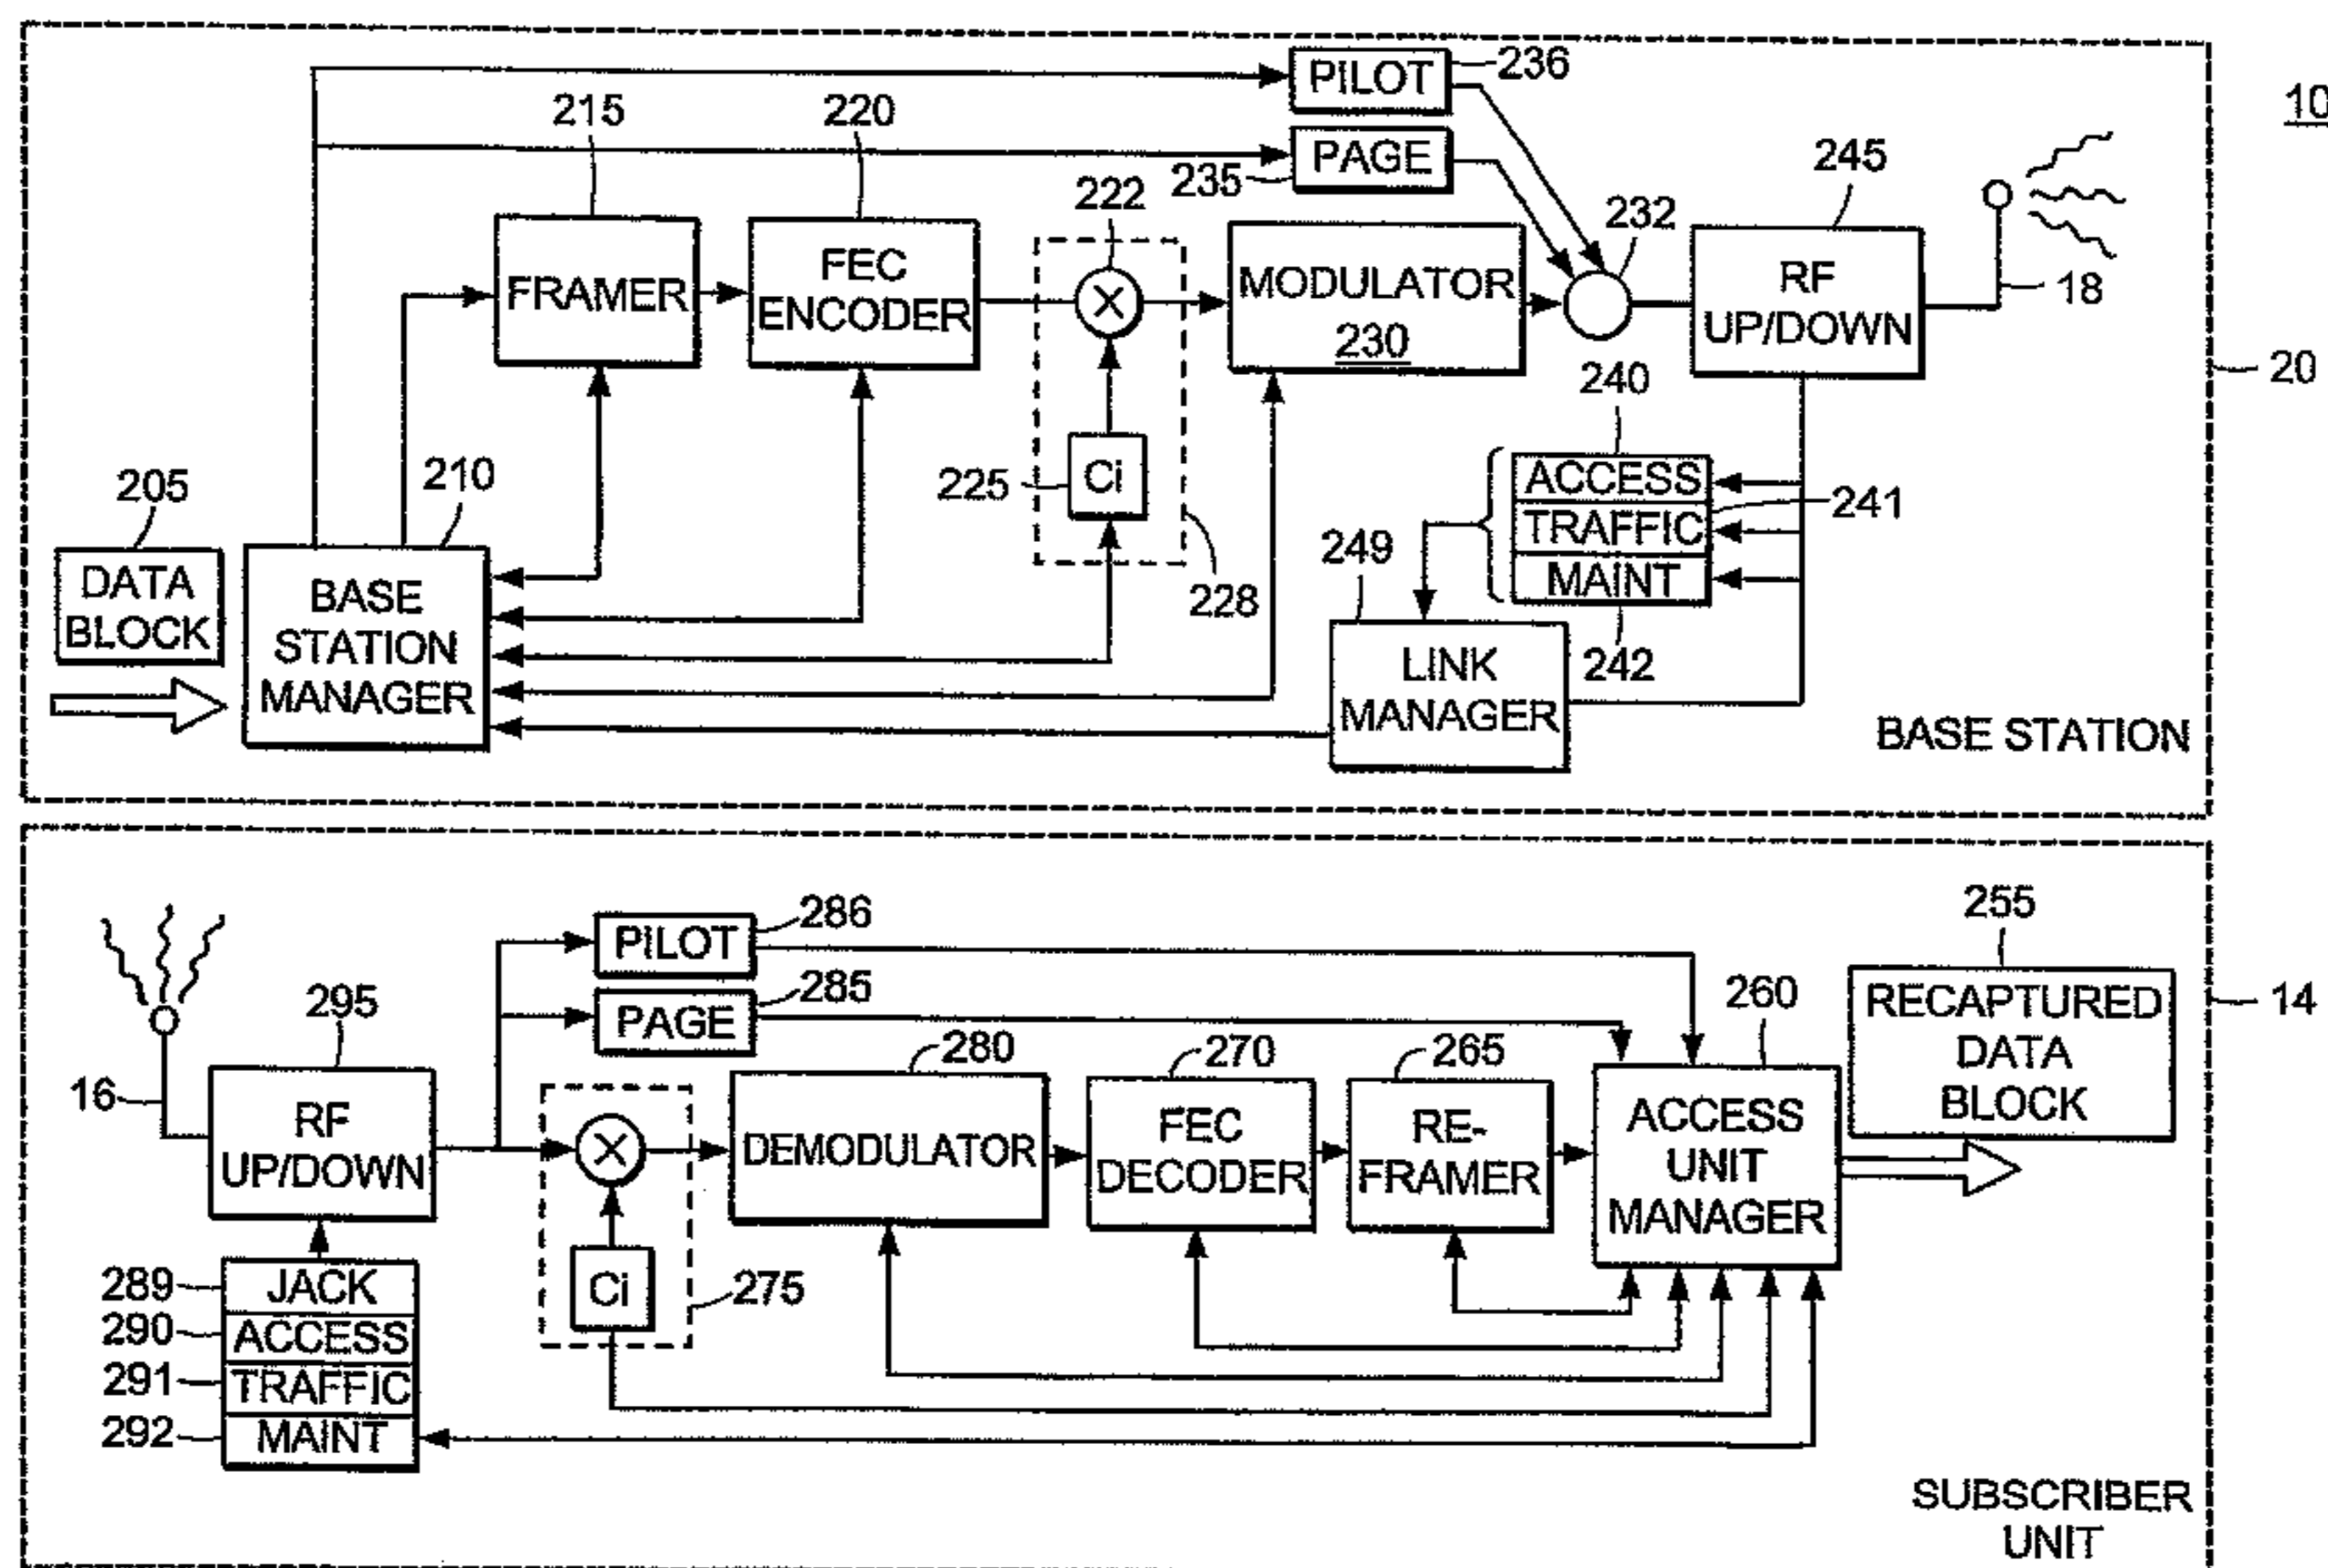 PILOT
236
10
215
220
PAGE
235
245
222
232
FRAMER
FEC
ENCODER
X
MODULATOR
230
RF
UP/DOWN
18
20
240
205
210
225
Ci
ACCESS
TRAFFIC
MAINT
241
242
249
228
DATA
BLOCK
BASE
STATION
MANAGER
LINK
MANAGER
BASE STATION
PILOT
286
255
PAGE
285
295
280
270
265
260
RECAPTURED
DATA
BLOCK
14
16
RF
UP/DOWN
X
DEMODULATOR
FEC
DECODER
RE-
FRAMER
ACCESS
UNIT
MANAGER
289
JACK
Ci
275
290
ACCESS
291
TRAFFIC
292
MAINT
SUBSCRIBER
UNIT